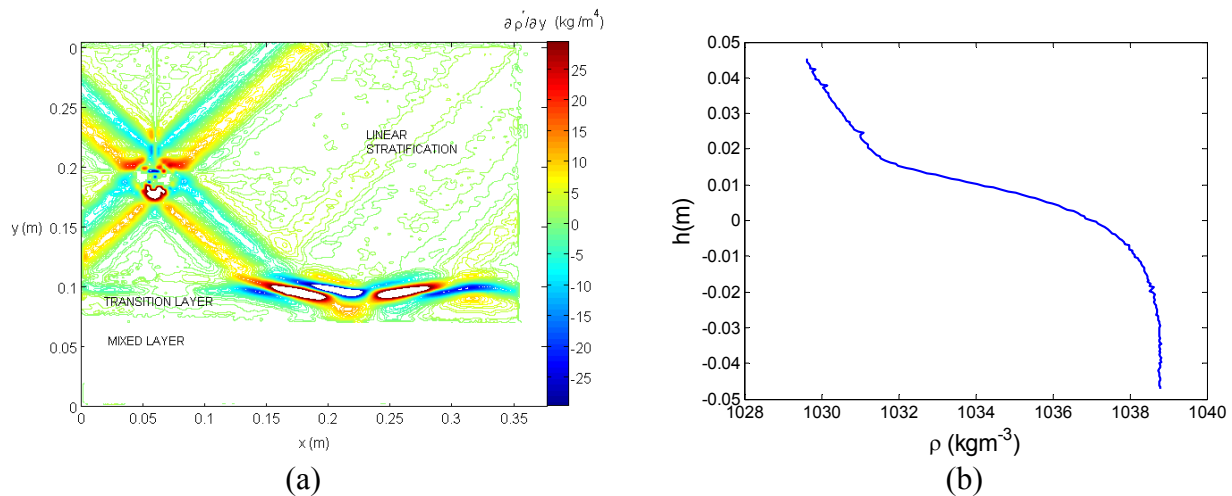 ∂ρ'/∂y (kg/m⁴)
0
0.25
0.2
y (m)
0.15
0.1
0.05
0
LINEAR
STRATIFICATION
TRANSITION LAYER
MIXED LAYER
0 0.05 0.1 0.15 0.2 0.25 0.3 0.35
x (m)
25
20
15
10
5
0
-5
-10
-15
-20
-25
(a)
0.05
0.04
0.03
0.02
0.01
0
-0.01
-0.02
-0.03
-0.04
-0.05
h(m)
1028 1030 1032 1034 1036 1038 1040
ρ (kgm⁻³)
(b)